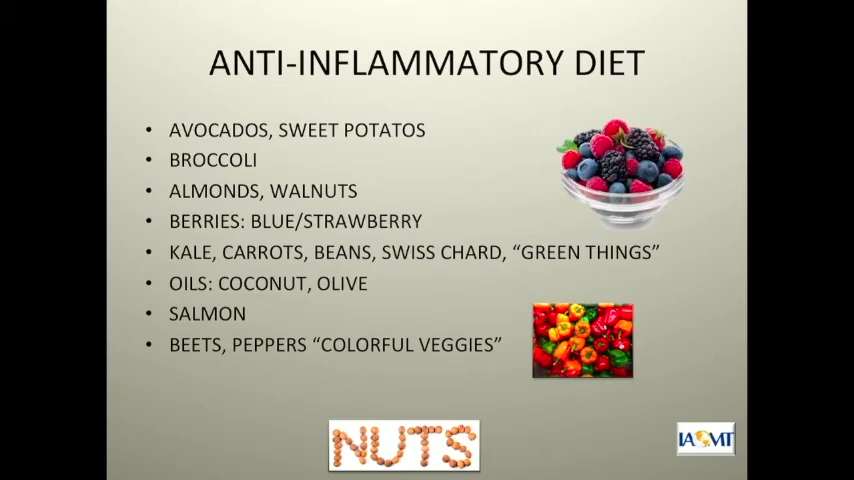 ANTI-INFLAMMATORY DIET
• AVOCADOS, SWEET POTATOS
• BROCCOLI
• ALMONDS, WALNUTS
• BERRIES: BLUE/STRAWBERRY
• KALE, CARROTS, BEANS, SWISS CHARD, “GREEN THINGS”
• OILS: COCONUT, OLIVE
• SALMON
• BEETS, PEPPERS “COLORFUL VEGGIES”
NUTS
IAOMT